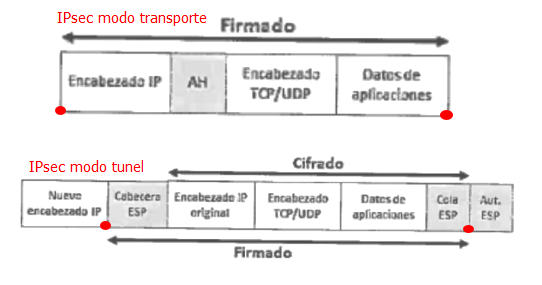 IPsec modo transporte
Firmado
Encabezado IP
AH
Encabezado
TCP/UDP
Datos de
aplicaciones
IPsec modo tunel
Cifrado
Nuevo
encabezado IP
Cabecera
ESP
Encabezado IP
original
Encabezado
TCP/UDP
Datos de
aplicaciones
Cola
ESP
Aut.
ESP
Firmado